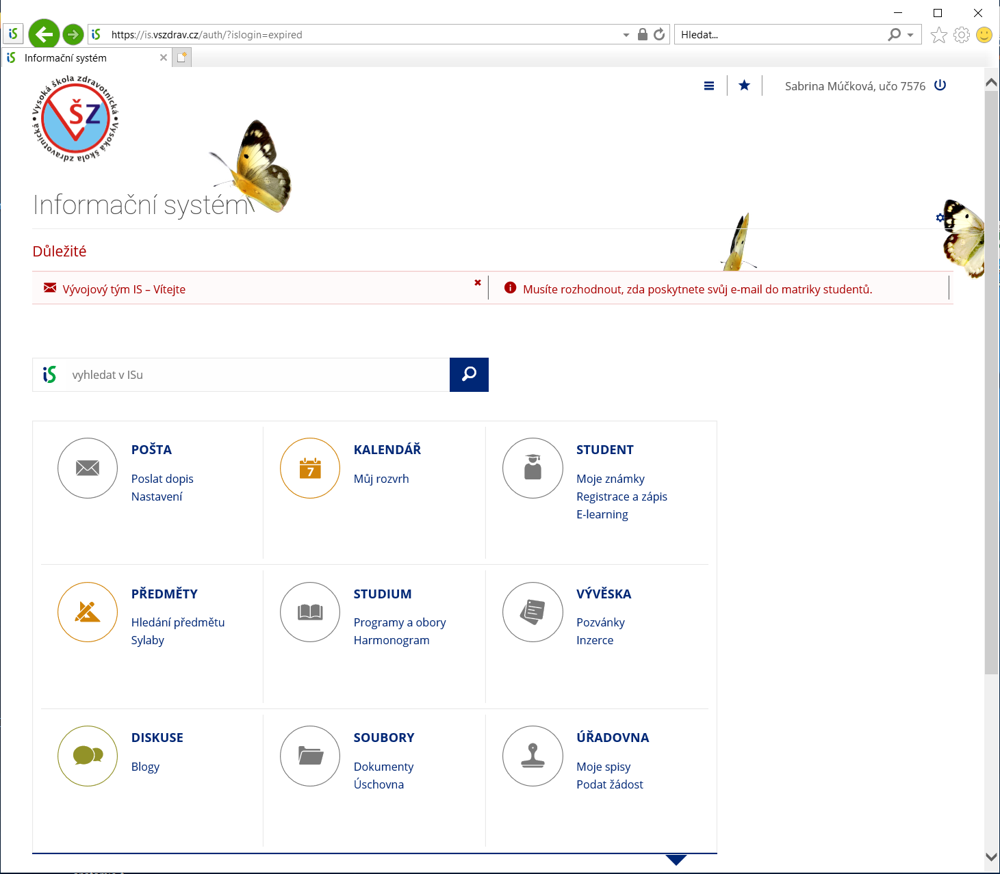 https://is.vszdrav.cz/auth/?islogin=expired
Hledat...
Informační systém
Vysoká škola zdravotnická • Vysoká škola zdravotnická •
VŠZ
Sabrina Múčková, učo 7576
Informační systém
Důležité
Vývojový tým IS – Vítejte
Musíte rozhodnout, zda poskytnete svůj e-mail do matriky studentů.
iS vyhledat v ISu
POŠTA
Poslat dopis
Nastavení
KALENDÁŘ
7
Můj rozvrh
STUDENT
Moje známky
Registrace a zápis
E-learning
PŘEDMĚTY
Hledání předmětu
Sylaby
STUDIUM
Programy a obory
Harmonogram
VÝVĚSKA
Pozvánky
Inzerce
DISKUSE
Blogy
SOUBORY
Dokumenty
Úschovna
ÚŘADOVNA
Moje spisy
Podat žádost